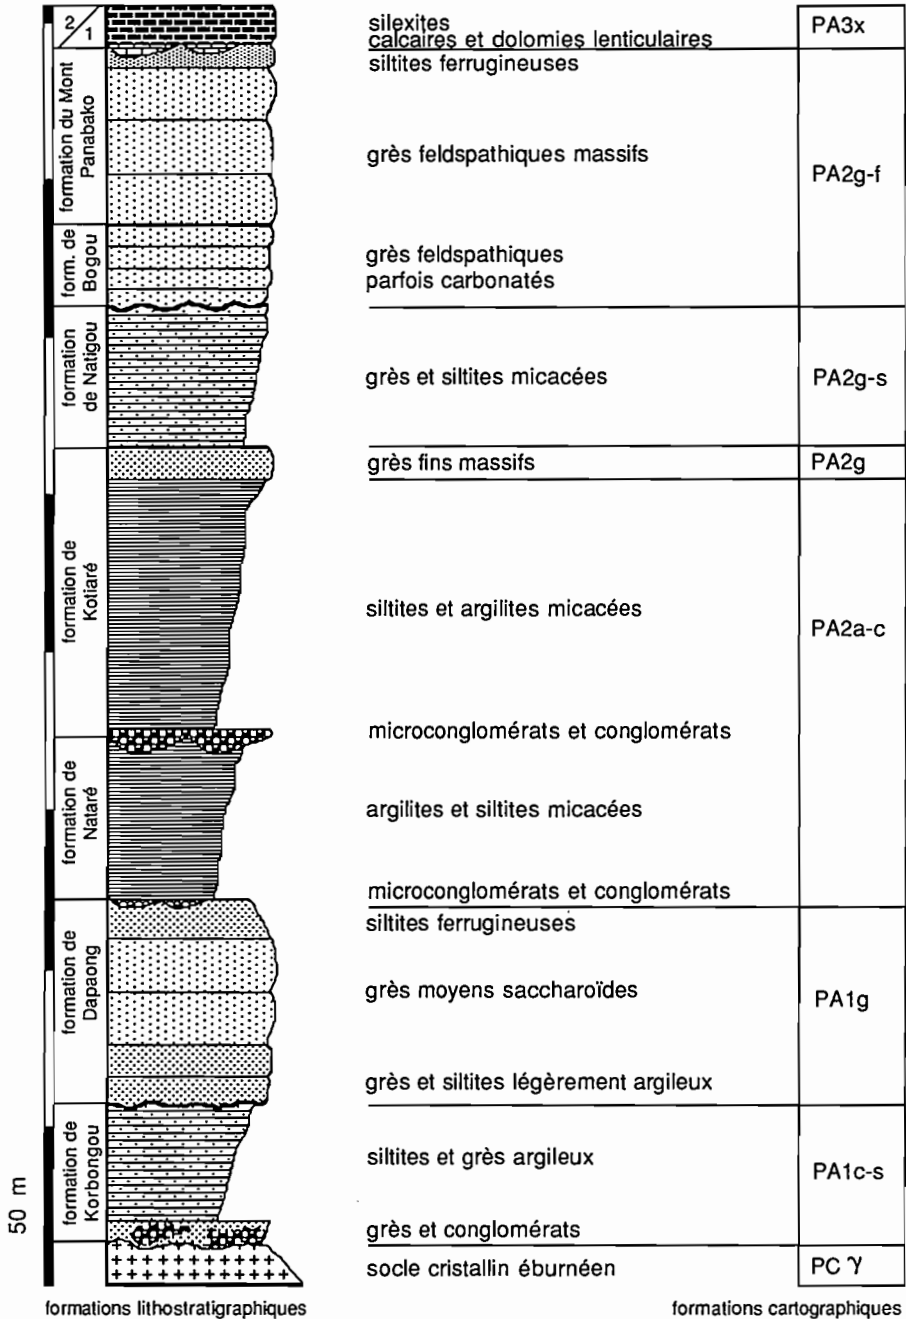 2/1
silexites
calcaires et dolomies lenticulaires
PA3x
formation du Mont
Panabako
siltites ferrugineuses
grès feldspathiques massifs
PA2g-f
form. de
Bogou
grès feldspathiques
parfois carbonatés
formation
de Natigou
grès et siltites micacées
PA2g-s
grès fins massifs
PA2g
formation de
Kotiaré
siltites et argilites micacées
PA2a-c
microconglomérats et conglomérats
formation de
Nataré
argilites et siltites micacées
microconglomérats et conglomérats
formation de
Dapaong
siltites ferrugineuses
grès moyens saccharoïdes
PA1g
grès et siltites légèrement argileux
formation de
Korbongou
siltites et grès argileux
PA1c-s
50 m
grès et conglomérats
socle cristallin éburnéen
PC γ
formations lithostratigraphiques
formations cartographiques